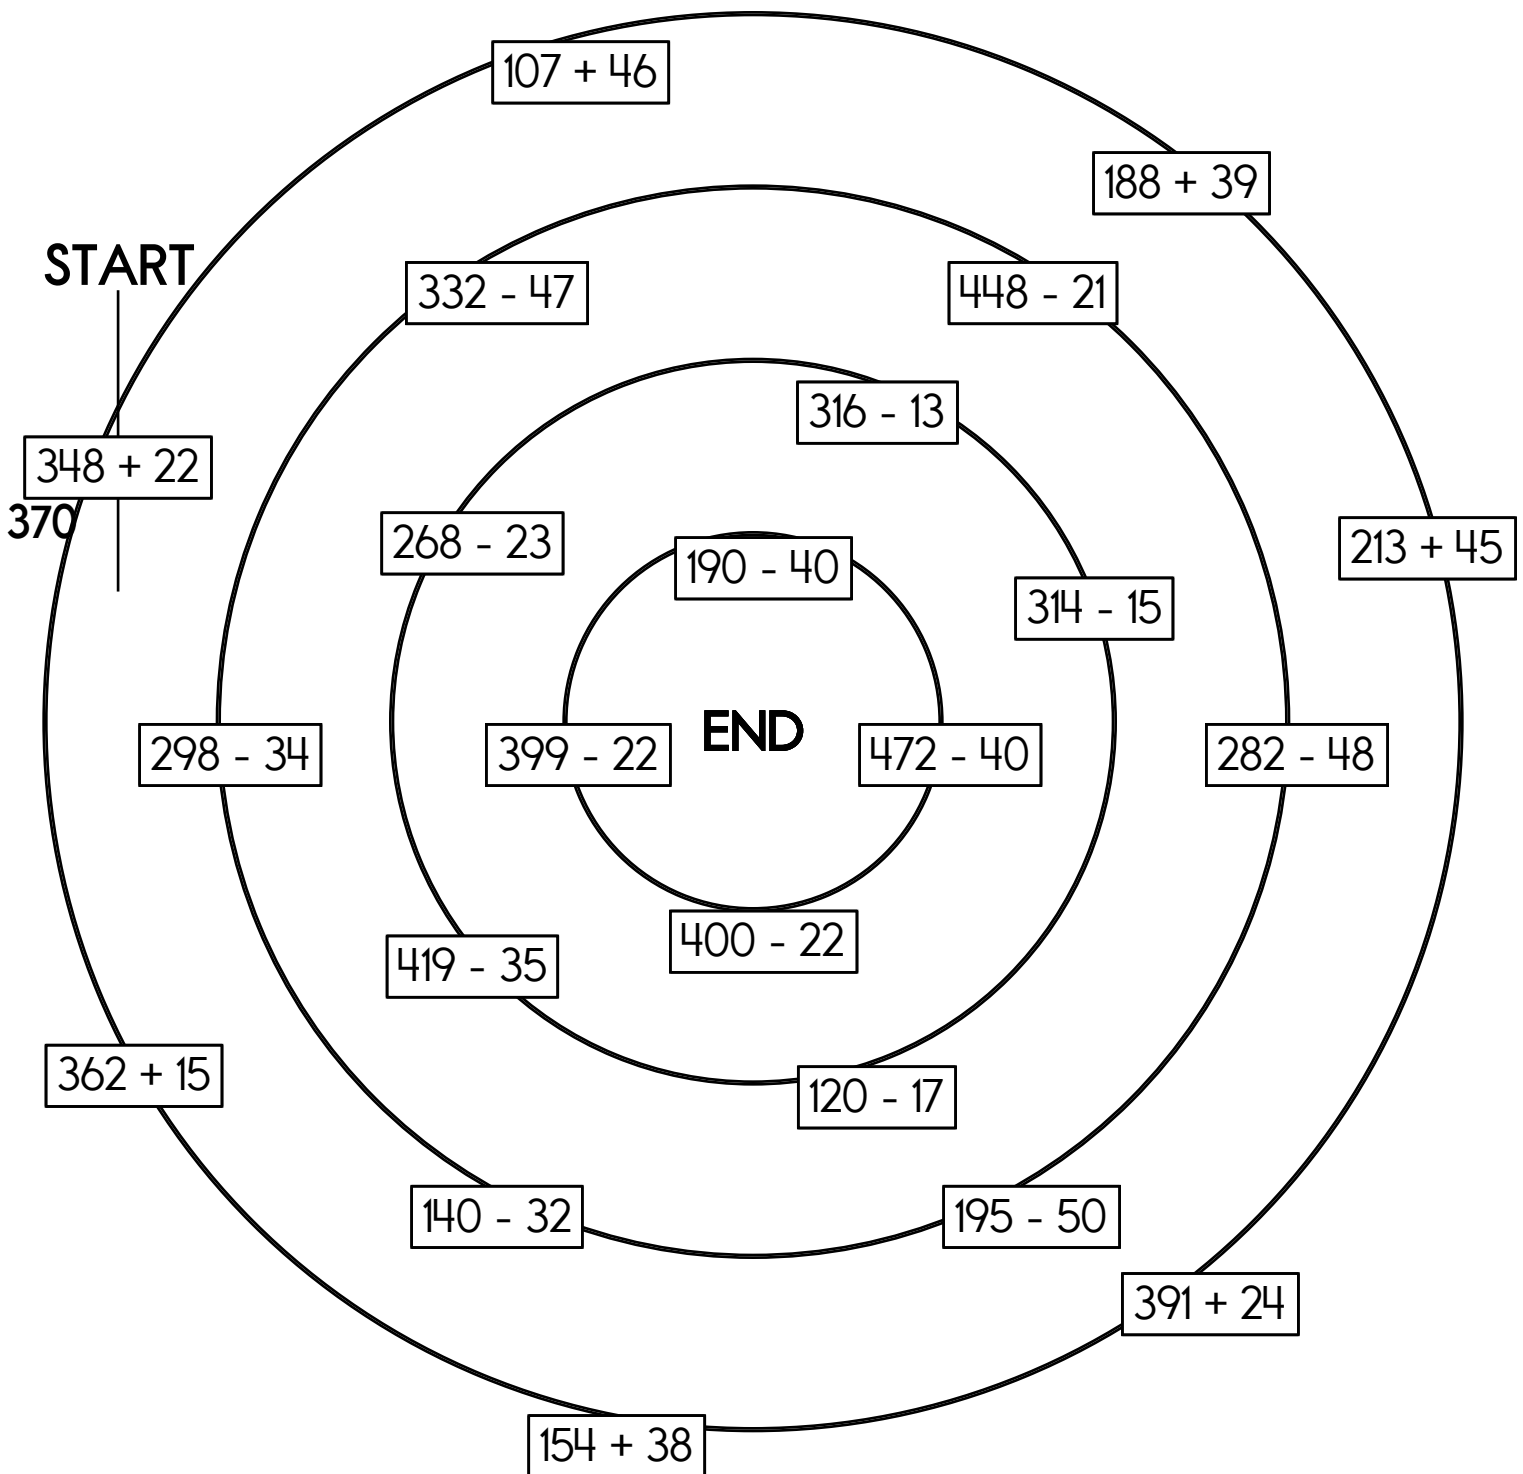 107 + 46
188 + 39
START
332 - 47
448 - 21
316 - 13
348 + 22
370
268 - 23
213 + 45
190 - 40
314 - 15
END
298 - 34
399 - 22
472 - 40
282 - 48
400 - 22
419 - 35
362 + 15
120 - 17
140 - 32
195 - 50
391 + 24
154 + 38